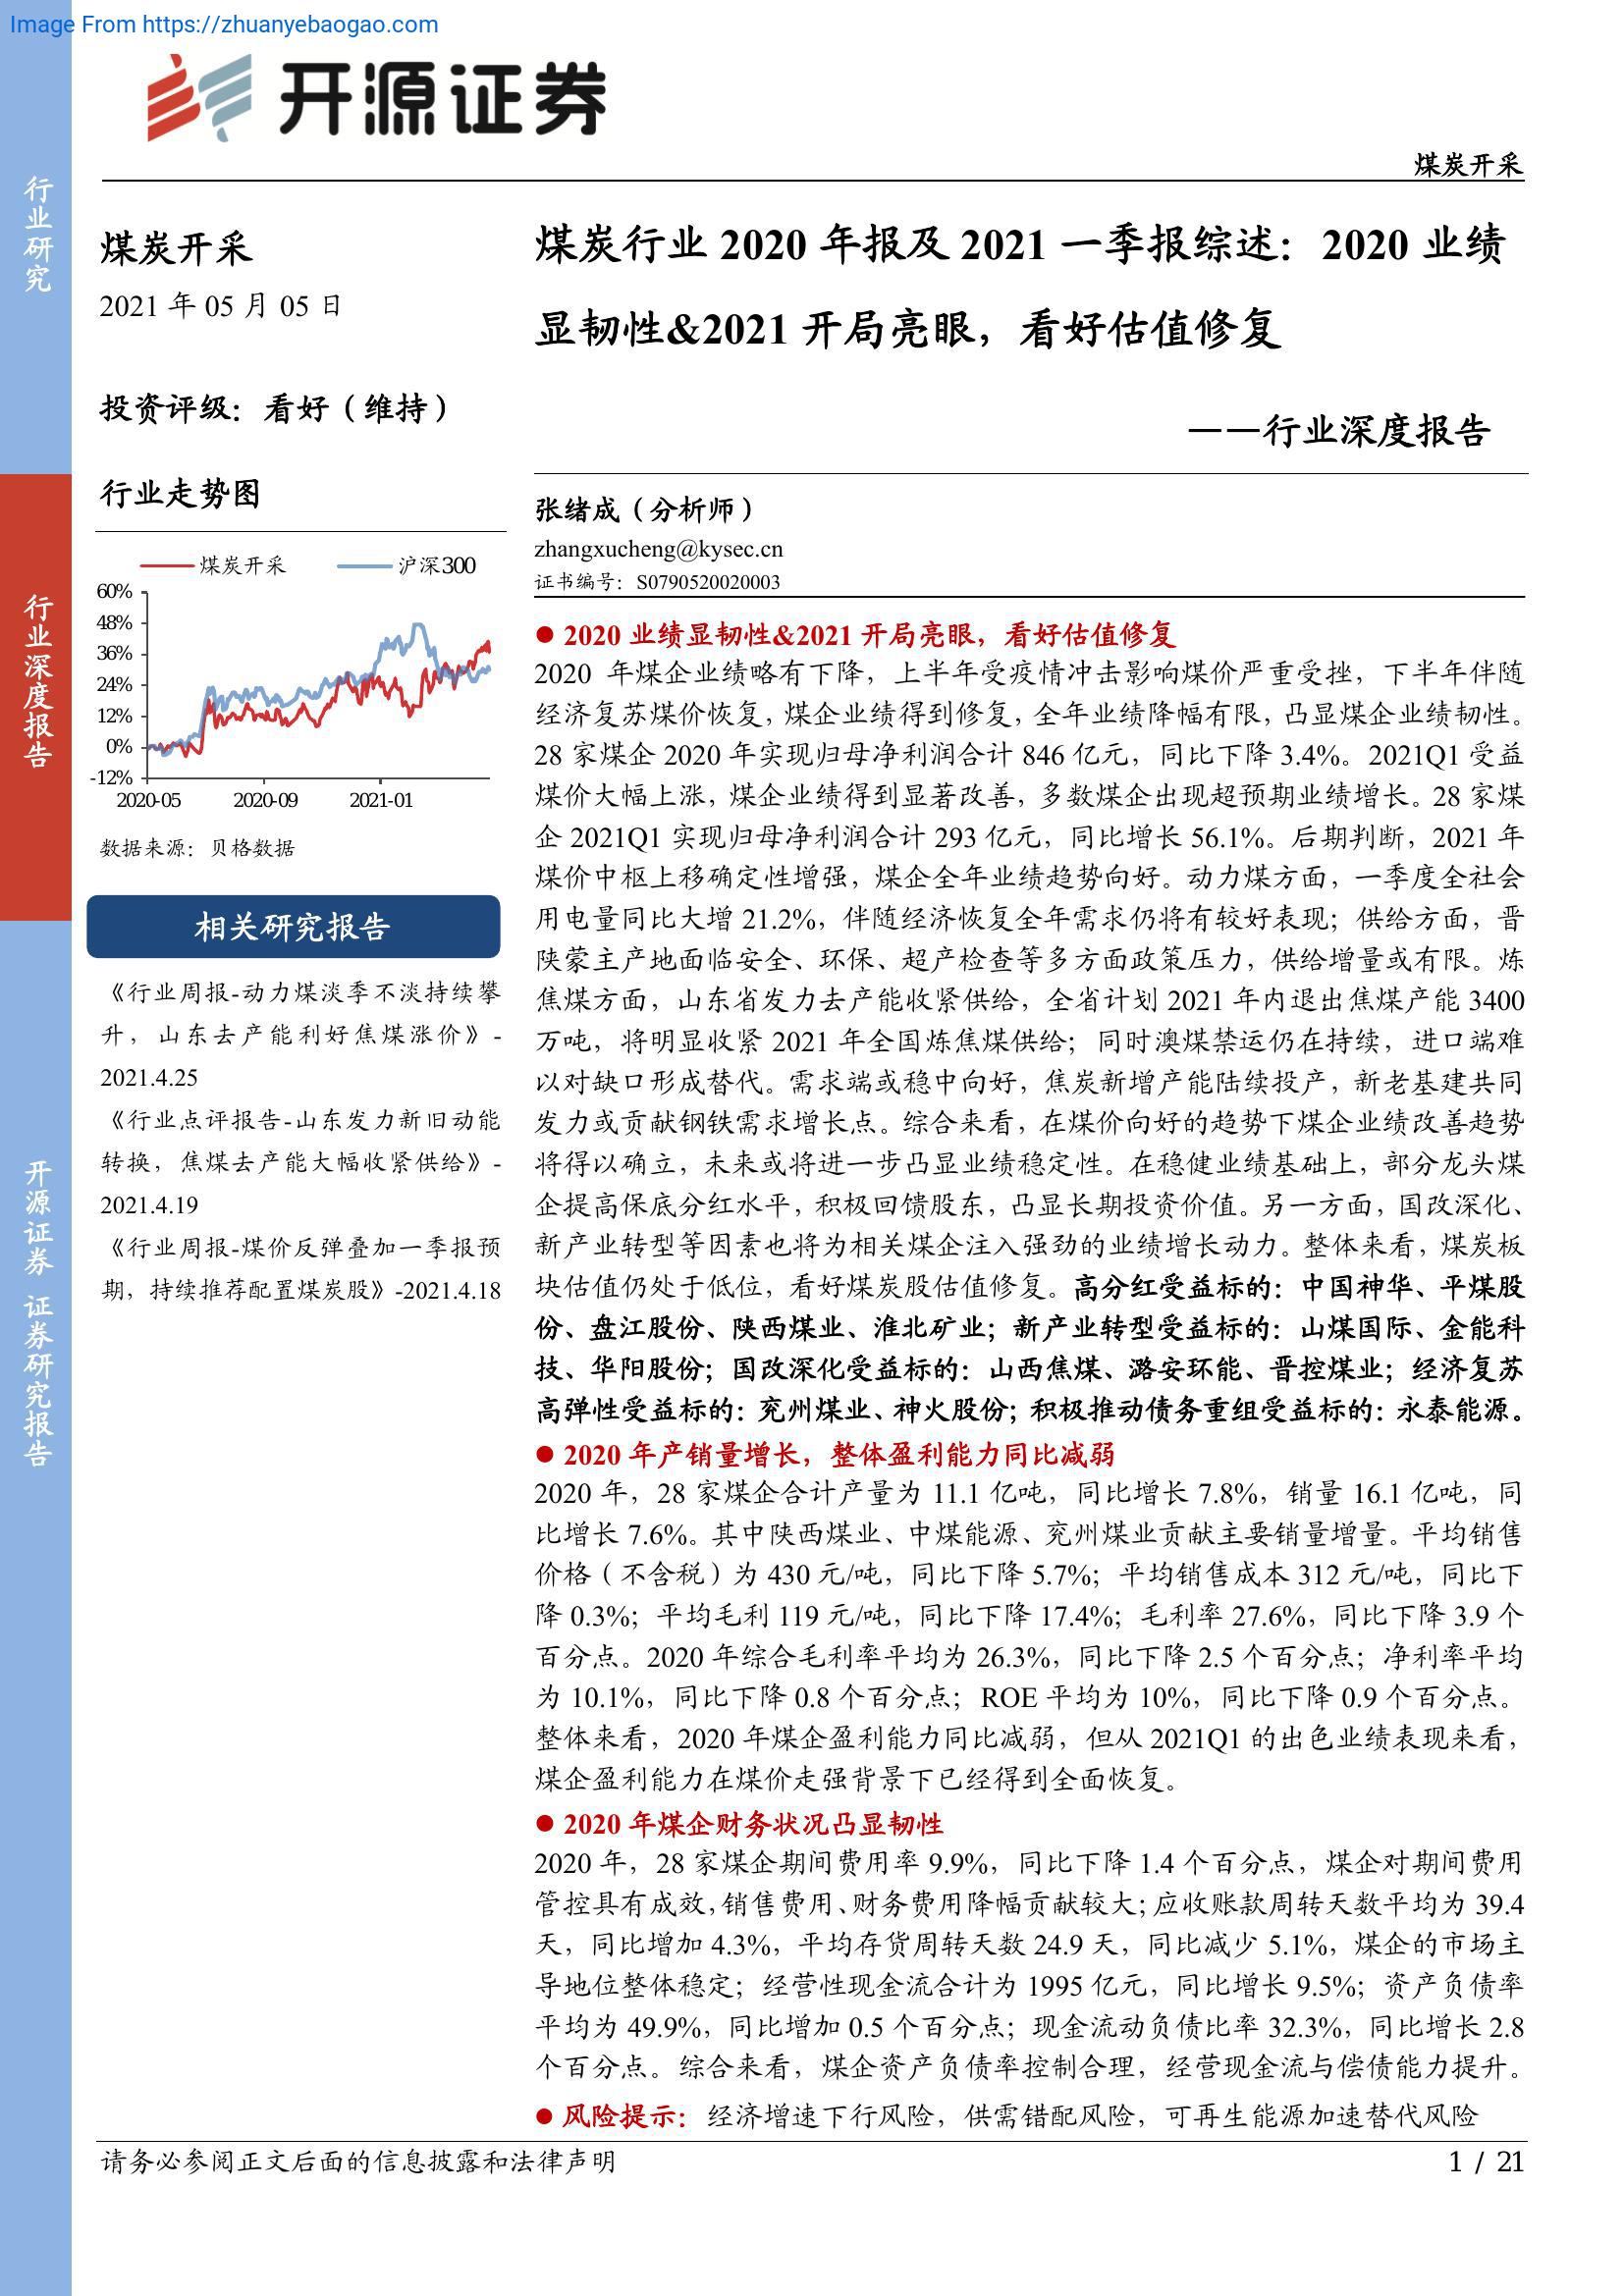 Image From https://zhuanyebaogao.com
开源证券
煤炭开采
行业研究
行业深度报告
开源证券 证券研究报告
煤炭开采
2021 年 05 月 05 日
投资评级：看好（维持）
行业走势图
煤炭开采 沪深300
60%
48%
36%
24%
12%
0%
-12%
2020-05 2020-09 2021-01
数据来源：贝格数据
相关研究报告
《行业周报-动力煤淡季不淡持续攀
升，山东去产能利好焦煤涨价》-
2021.4.25
《行业点评报告-山东发力新旧动能
转换，焦煤去产能大幅收紧供给》-
2021.4.19
《行业周报-煤价反弹叠加一季报预
期，持续推荐配置煤炭股》-2021.4.18
煤炭行业 2020 年报及 2021 一季报综述：2020 业绩
显韧性&2021 开局亮眼，看好估值修复
——行业深度报告
张绪成（分析师）
zhangxucheng@kysec.cn
证书编号：S0790520020003
● 2020 业绩显韧性&2021 开局亮眼，看好估值修复
2020 年煤企业绩略有下降，上半年受疫情冲击影响煤价严重受挫，下半年伴随
经济复苏煤价恢复，煤企业绩得到修复，全年业绩降幅有限，凸显煤企业绩韧性。
28 家煤企 2020 年实现归母净利润合计 846 亿元，同比下降 3.4%。2021Q1 受益
煤价大幅上涨，煤企业绩得到显著改善，多数煤企出现超预期业绩增长。28 家煤
企 2021Q1 实现归母净利润合计 293 亿元，同比增长 56.1%。后期判断，2021 年
煤价中枢上移确定性增强，煤企全年业绩趋势向好。动力煤方面，一季度全社会
用电量同比大增 21.2%，伴随经济恢复全年需求仍将有较好表现；供给方面，晋
陕蒙主产地面临安全、环保、超产检查等多方面政策压力，供给增量或有限。炼
焦煤方面，山东省发力去产能收紧供给，全省计划 2021 年内退出焦煤产能 3400
万吨，将明显收紧 2021 年全国炼焦煤供给；同时澳煤禁运仍在持续，进口端难
以对缺口形成替代。需求端或稳中向好，焦炭新增产能陆续投产，新老基建共同
发力或贡献钢铁需求增长点。综合来看，在煤价向好的趋势下煤企业绩改善趋势
将得以确立，未来或将进一步凸显业绩稳定性。在稳健业绩基础上，部分龙头煤
企提高保底分红水平，积极回馈股东，凸显长期投资价值。另一方面，国改深化、
新产业转型等因素也将为相关煤企注入强劲的业绩增长动力。整体来看，煤炭板
块估值仍处于低位，看好煤炭股估值修复。高分红受益标的：中国神华、平煤股
份、盘江股份、陕西煤业、淮北矿业；新产业转型受益标的：山煤国际、金能科
技、华阳股份；国改深化受益标的：山西焦煤、潞安环能、晋控煤业；经济复苏
高弹性受益标的：兖州煤业、神火股份；积极推动债务重组受益标的：永泰能源。
● 2020 年产销量增长，整体盈利能力同比减弱
2020 年，28 家煤企合计产量为 11.1 亿吨，同比增长 7.8%，销量 16.1 亿吨，同
比增长 7.6%。其中陕西煤业、中煤能源、兖州煤业贡献主要销量增量。平均销售
价格（不含税）为 430 元/吨，同比下降 5.7%；平均销售成本 312 元/吨，同比下
降 0.3%；平均毛利 119 元/吨，同比下降 17.4%；毛利率 27.6%，同比下降 3.9 个
百分点。2020 年综合毛利率平均为 26.3%，同比下降 2.5 个百分点；净利率平均
为 10.1%，同比下降 0.8 个百分点；ROE 平均为 10%，同比下降 0.9 个百分点。
整体来看，2020 年煤企盈利能力同比减弱，但从 2021Q1 的出色业绩表现来看，
煤企盈利能力在煤价走强背景下已经得到全面恢复。
● 2020 年煤企财务状况凸显韧性
2020 年，28 家煤企期间费用率 9.9%，同比下降 1.4 个百分点，煤企对期间费用
管控具有成效，销售费用、财务费用降幅贡献较大；应收账款周转天数平均为 39.4
天，同比增加 4.3%，平均存货周转天数 24.9 天，同比减少 5.1%，煤企的市场主
导地位整体稳定；经营性现金流合计为 1995 亿元，同比增长 9.5%；资产负债率
平均为 49.9%，同比增加 0.5 个百分点；现金流动负债比率 32.3%，同比增长 2.8
个百分点。综合来看，煤企资产负债率控制合理，经营现金流与偿债能力提升。
● 风险提示：经济增速下行风险，供需错配风险，可再生能源加速替代风险
请务必参阅正文后面的信息披露和法律声明
1 / 21